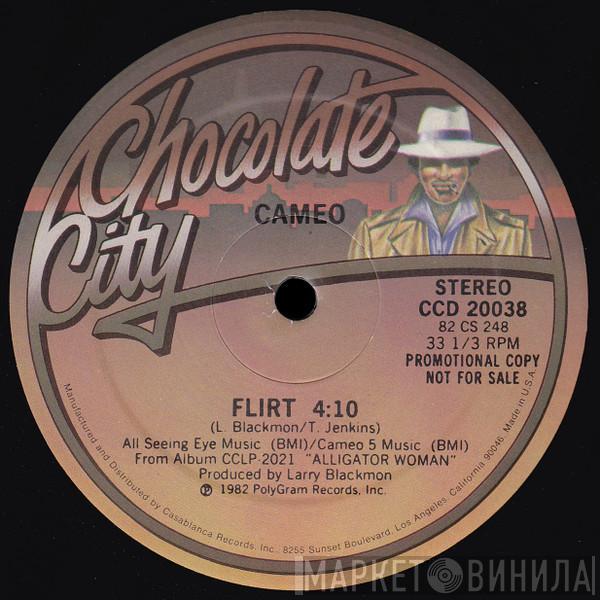 Chocolate
City
CAMEO
STEREO
CCD 20038
82 CS 248
33 1/3 RPM
PROMOTIONAL COPY
NOT FOR SALE
FLIRT 4:10
(L. Blackmon/T. Jenkins)
All Seeing Eye Music (BMI)/Cameo 5 Music (BMI)
From Album CCLP-2021 "ALLIGATOR WOMAN"
Produced by Larry Blackmon
℗ 1982 PolyGram Records, Inc.
Manufactured and Distributed by Casablanca Records, Inc., 8255 Sunset Boulevard, Los Angeles, California 90046. Made in U.S.A.
МАРКЕТ ВИНИЛА